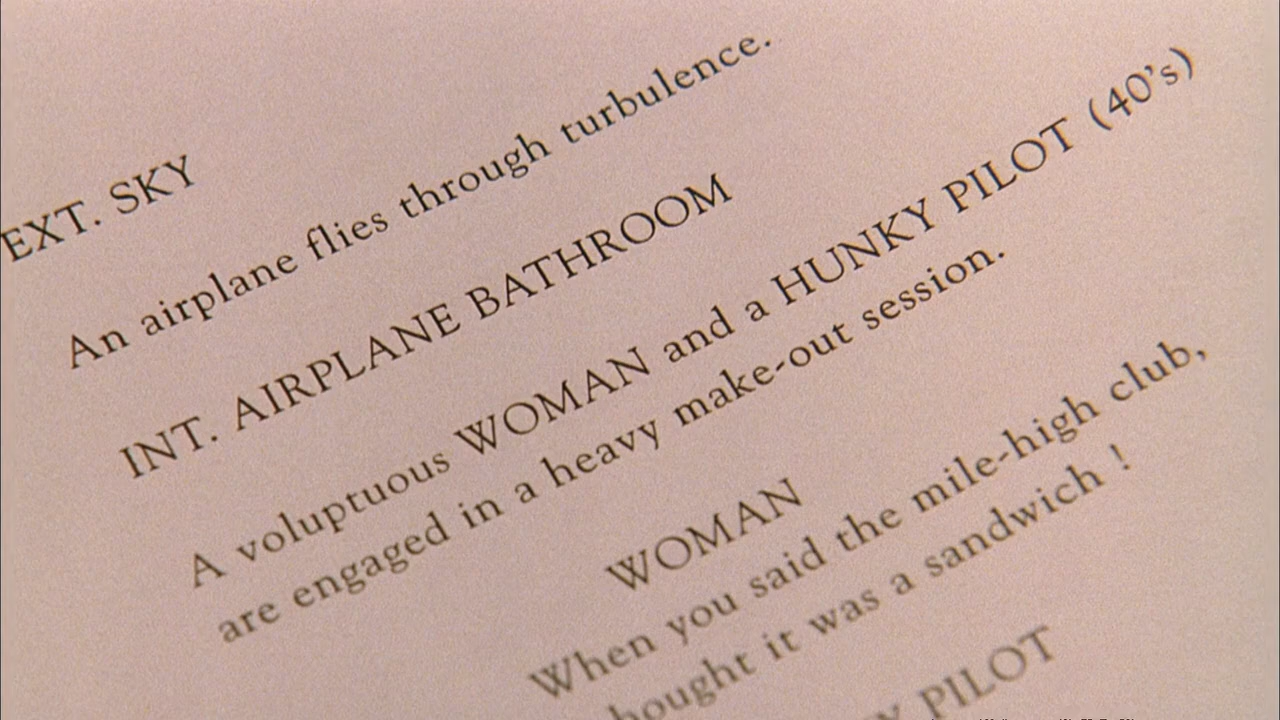 EXT. SKY
An airplane flies through turbulence.
INT. AIRPLANE BATHROOM
A voluptuous WOMAN and a HUNKY PILOT (40's)
are engaged in a heavy make-out session.
WOMAN
When you said the mile-high club,
hought it was a sandwich !
Y PILOT